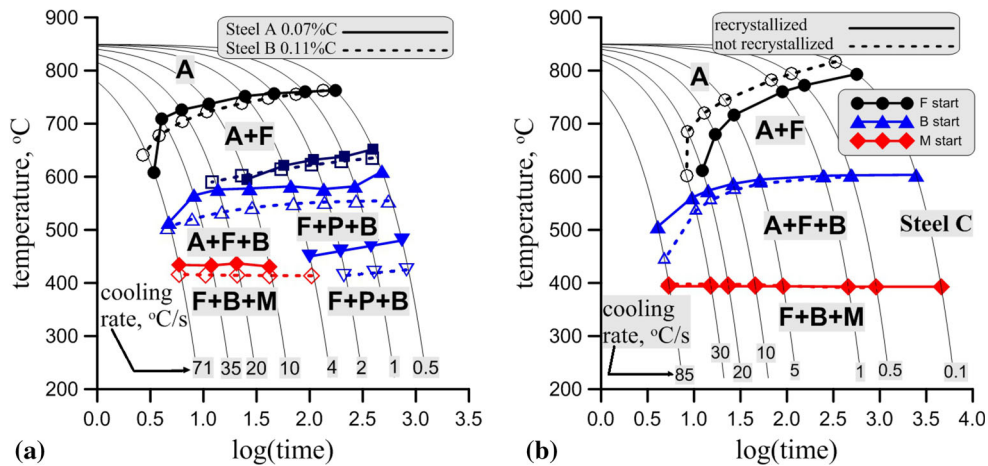 Steel A 0.07%C
Steel B 0.11%C
900
800
700
600
500
400
300
200
temperature, °C
A
A+F
A+F+B
F+P+B
F+B+M
F+P+B
cooling
rate, °C/s
71
35
20
10
4
2
1
0.5
0.0
0.5
1.0
1.5
2.0
2.5
3.0
3.5
log(time)
(a)
recrystallized
not recrystallized
900
800
700
600
500
400
300
200
temperature, °C
A
A+F
F start
B start
M start
A+F+B
Steel C
F+B+M
cooling
rate, °C/s
85
30
20
10
5
1
0.5
0.1
0.0
0.5
1.0
1.5
2.0
2.5
3.0
3.5
4.0
log(time)
(b)